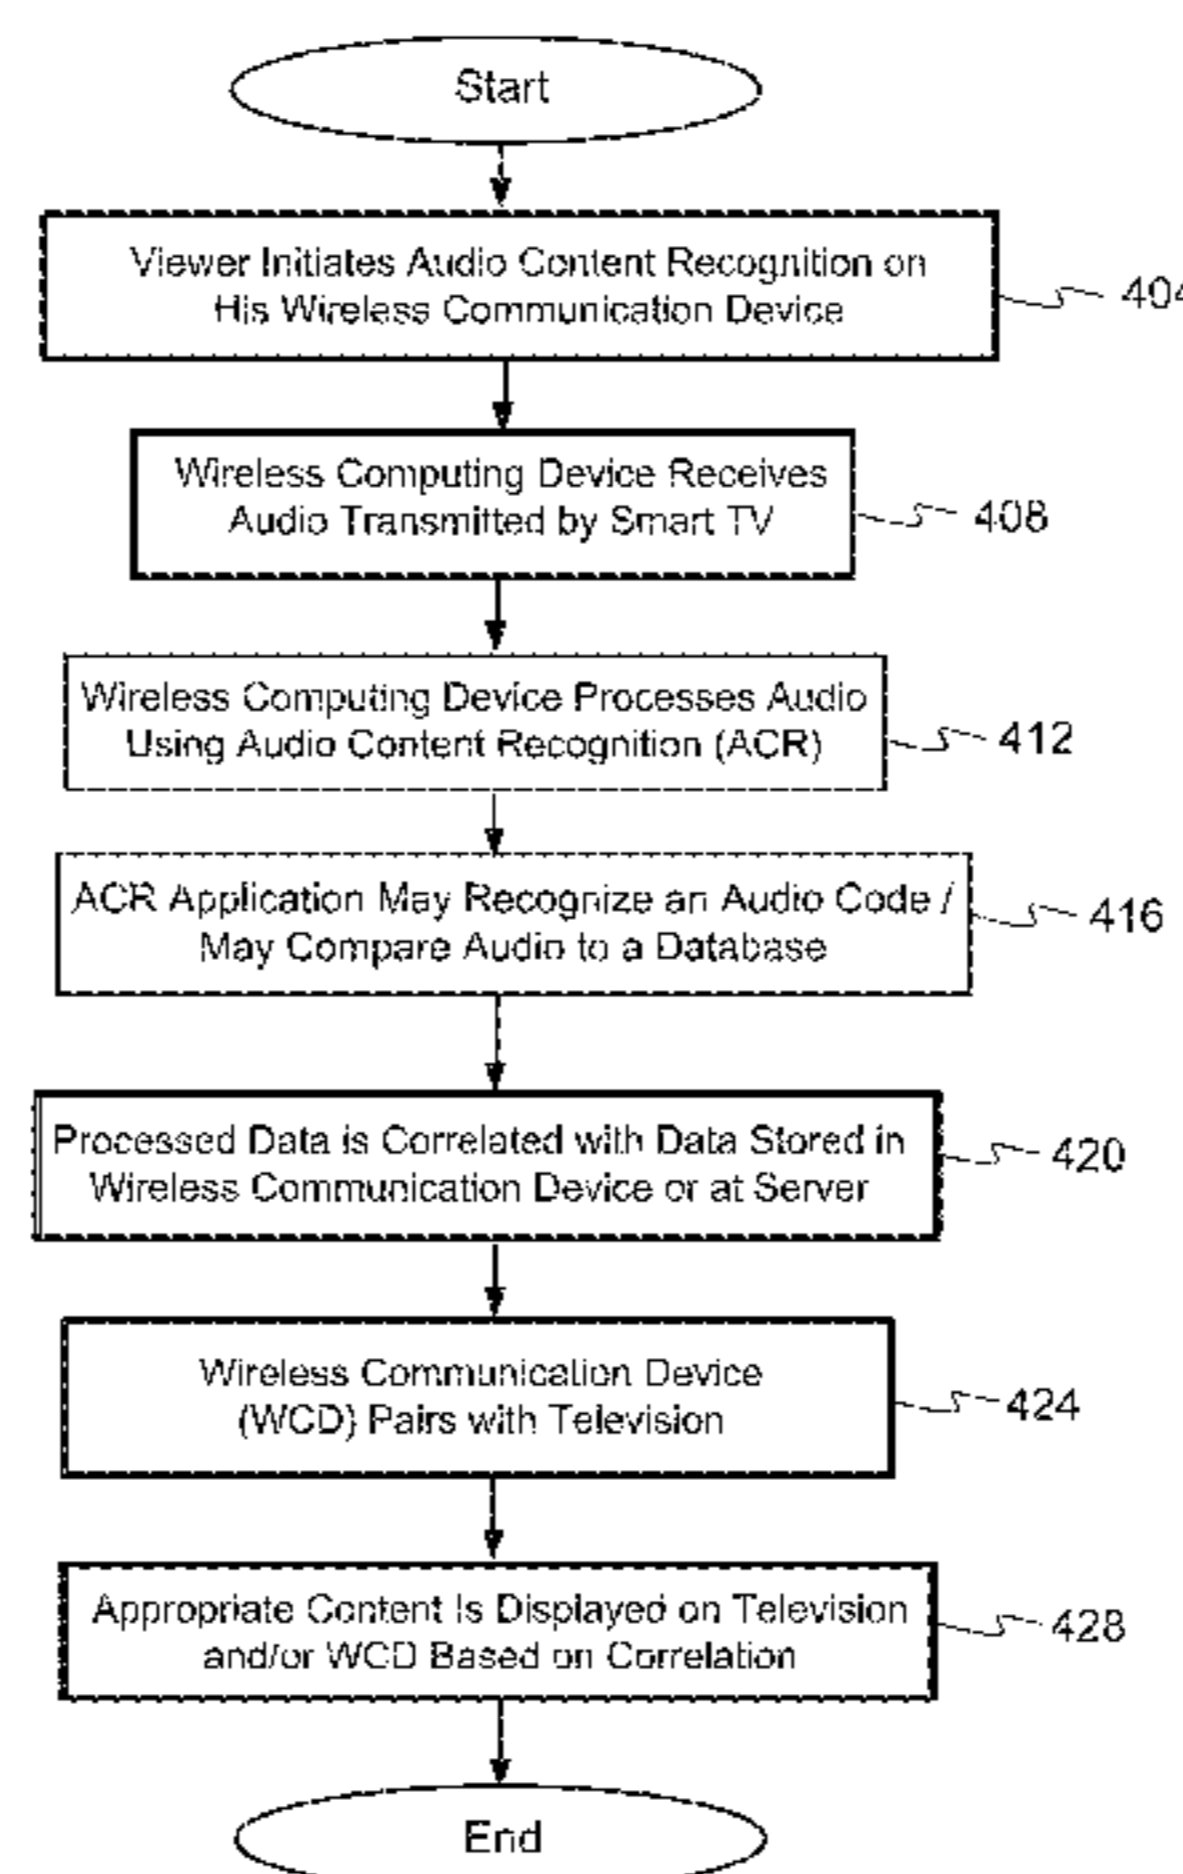 Start
Viewer Initiates Audio Content Recognition on
His Wireless Communication Device
404
Wireless Computing Device Receives
Audio Transmitted by Smart TV
408
Wireless Computing Device Processes Audio
Using Audio Content Recognition (ACR)
412
ACR Application May Recognize an Audio Code /
May Compare Audio to a Database
416
Processed Data is Correlated with Data Stored in
Wireless Communication Device or at Server
420
Wireless Communication Device
(WCD) Pairs with Television
424
Appropriate Content Is Displayed on Television
and/or WCD Based on Correlation
428
End